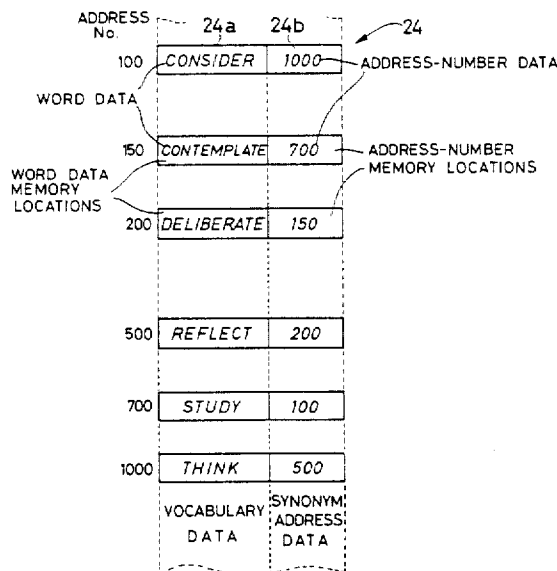 ADDRESS
No.
24a 24b 24
100 CONSIDER 1000 ADDRESS-NUMBER DATA
WORD DATA
150 CONTEMPLATE 700 ADDRESS-NUMBER
MEMORY LOCATIONS
WORD DATA
MEMORY
LOCATIONS
200 DELIBERATE 150
500 REFLECT 200
700 STUDY 100
1000 THINK 500
VOCABULARY
DATA
SYNONYM
ADDRESS
DATA